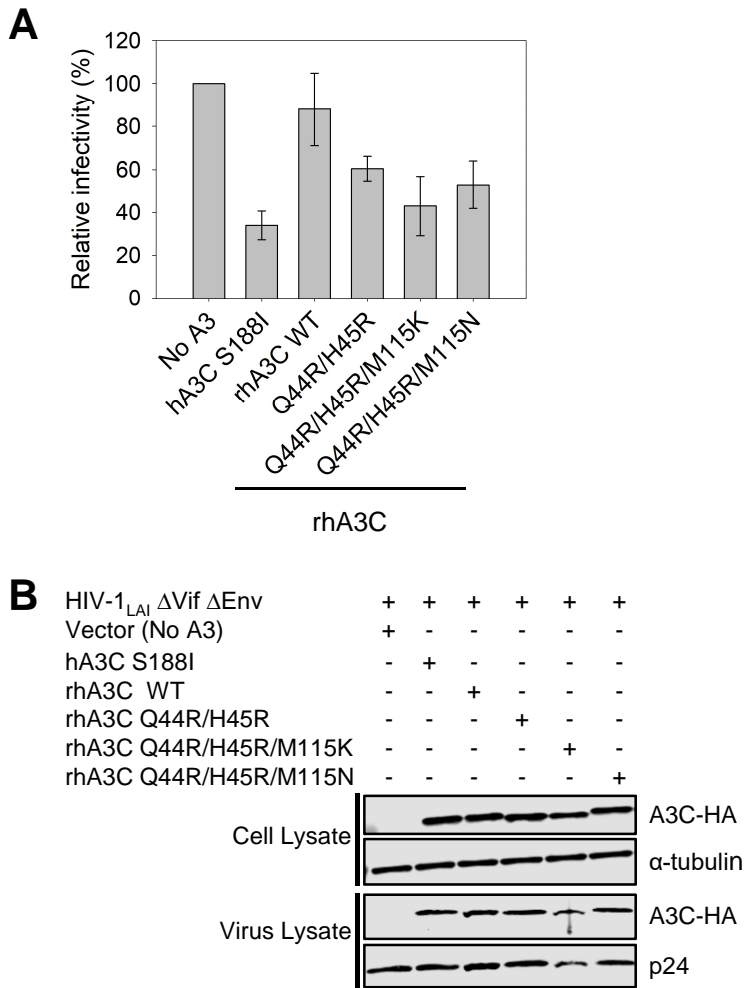 A
Relative infectivity (%)
120
100
80
60
40
20
0
No A3
hA3C S188I
rhA3C WT
Q44R/H45R
Q44R/H45R/M115K
Q44R/H45R/M115N
rhA3C
B
HIV-1LAI ΔVif ΔEnv + + + + + +
Vector (No A3) + - - - - -
hA3C S188I - + - - - -
rhA3C WT - - + - - -
rhA3C Q44R/H45R - - - + - -
rhA3C Q44R/H45R/M115K - - - - + -
rhA3C Q44R/H45R/M115N - - - - - +
Cell Lysate
A3C-HA
α-tubulin
Virus Lysate
A3C-HA
p24